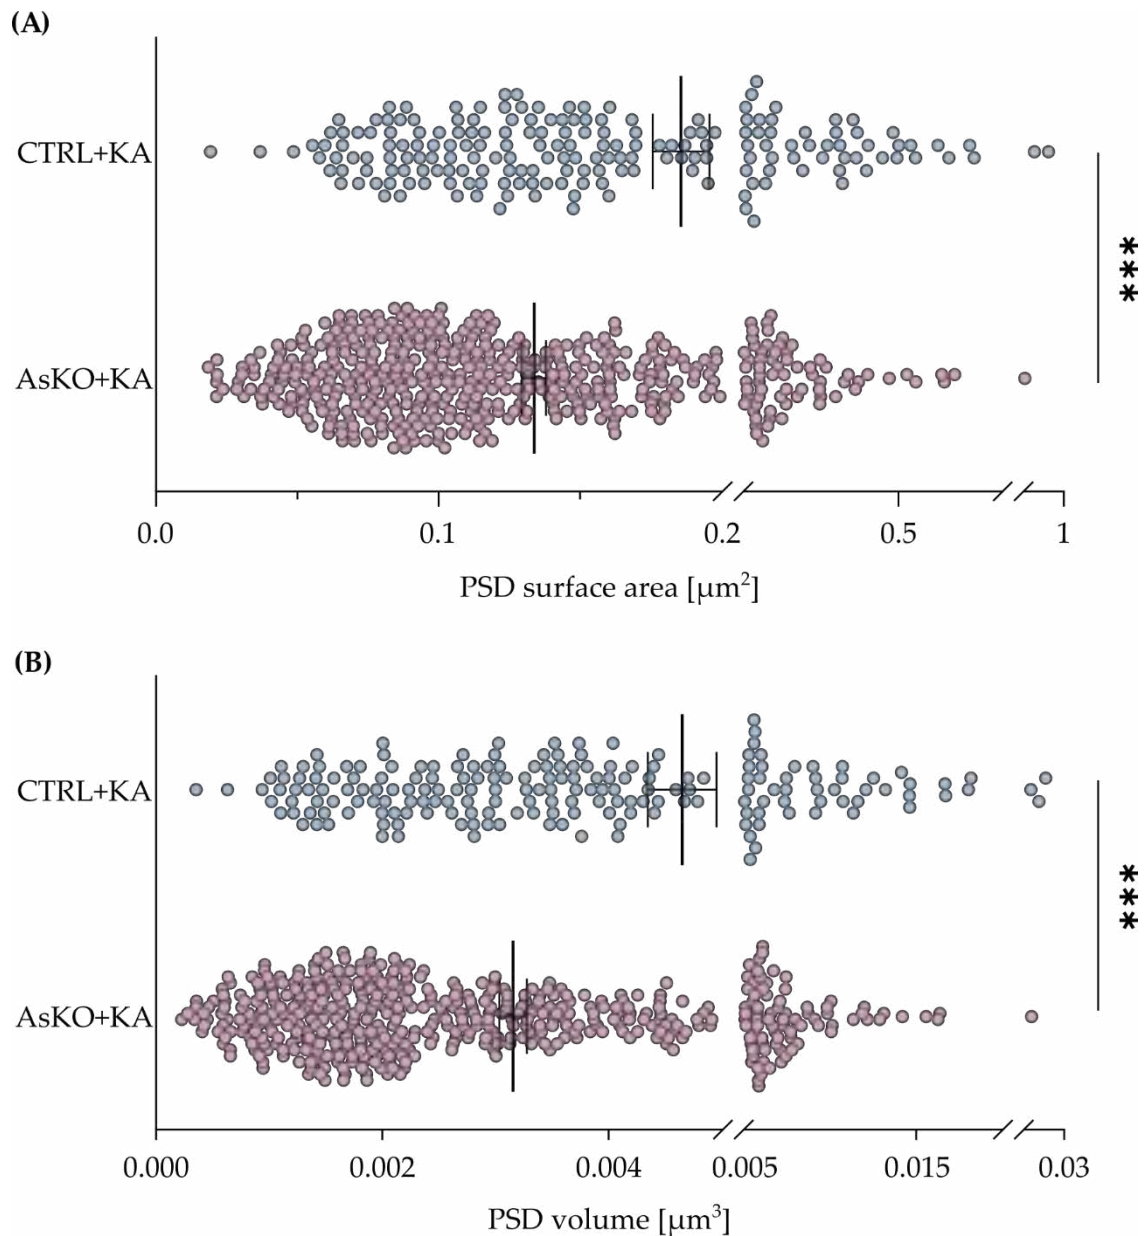 (A)
CTRL+KA
AsKO+KA
***
0.0 0.1 0.2 0.5 1
PSD surface area [µm²]
(B)
CTRL+KA
AsKO+KA
***
0.000 0.002 0.004 0.005 0.015 0.03
PSD volume [µm³]